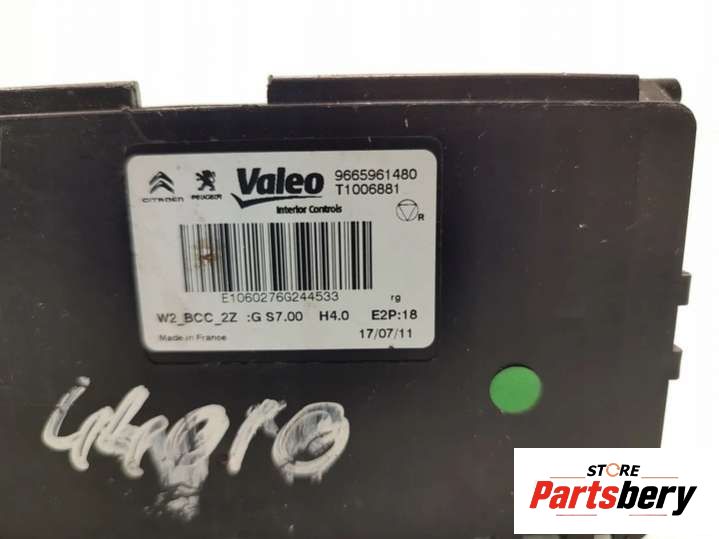 CITROËN PEUGEOT Valeo 9665961480
T1006881
Interior Controls
R
E1060276G244533 rg
W2_BCC_2Z :G S7.00 H4.0 E2P:18
Made in France 17/07/11
STORE
Partsbery